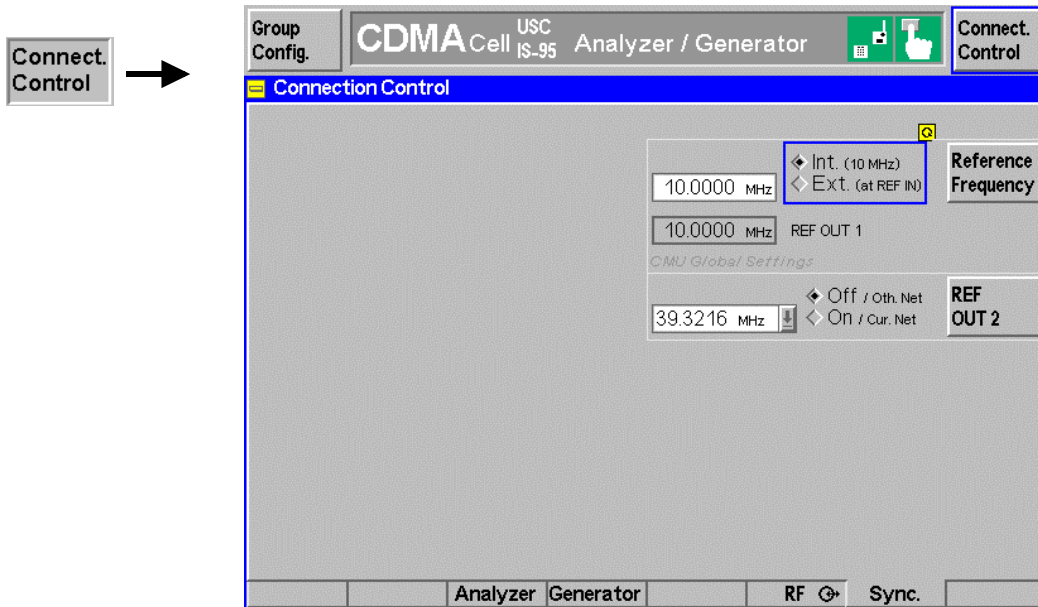 Connect.
Control
Group
Config.
CDMA Cell USC IS-95 Analyzer / Generator
Connect.
Control
Connection Control
Int. (10 MHz)
Ext. (at REF IN)
10.0000 MHz
Reference
Frequency
10.0000 MHz REF OUT 1
CMU Global Settings
Off / Oth. Net
On / Cur. Net
39.3216 MHz
REF
OUT 2
Analyzer Generator RF Sync.